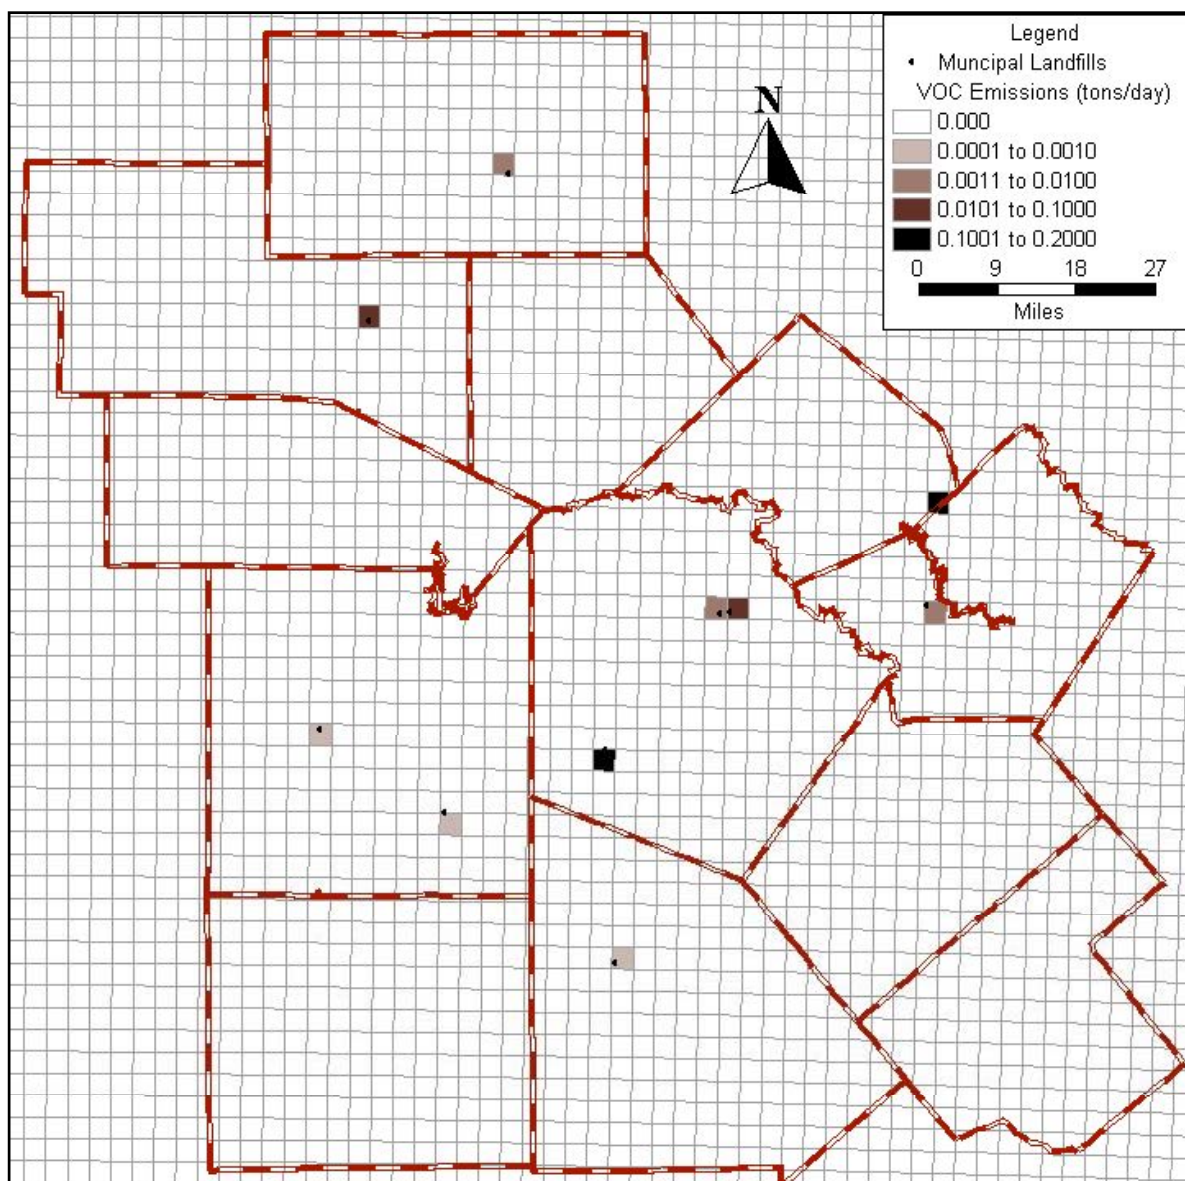 Legend
Muncipal Landfills
VOC Emissions (tons/day)
0.000
0.0001 to 0.0010
0.0011 to 0.0100
0.0101 to 0.1000
0.1001 to 0.2000
0 9 18 27
Miles
N